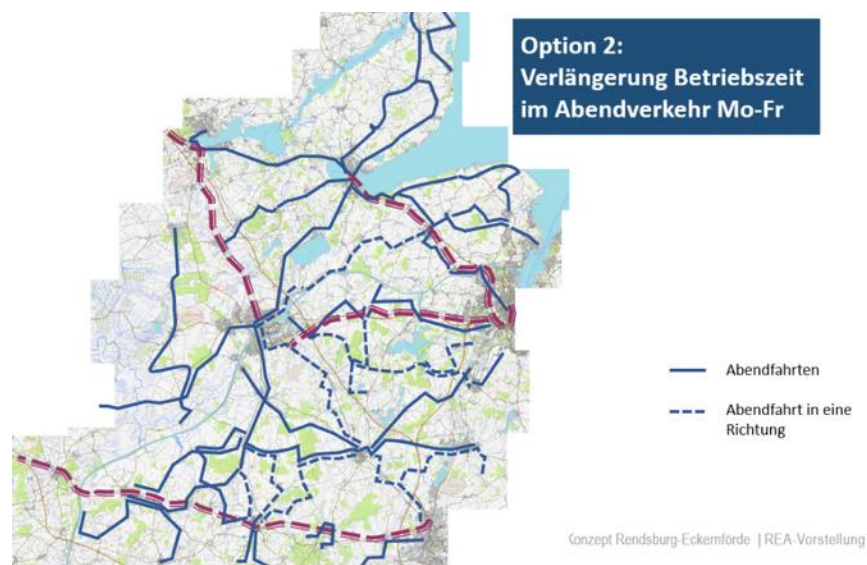 Option 2:
Verlängerung Betriebszeit
im Abendverkehr Mo-Fr
Abendfahrten
Abendfahrt in eine
Richtung
Konzept Rendsburg-Eckernförde | REA-Vorstellung